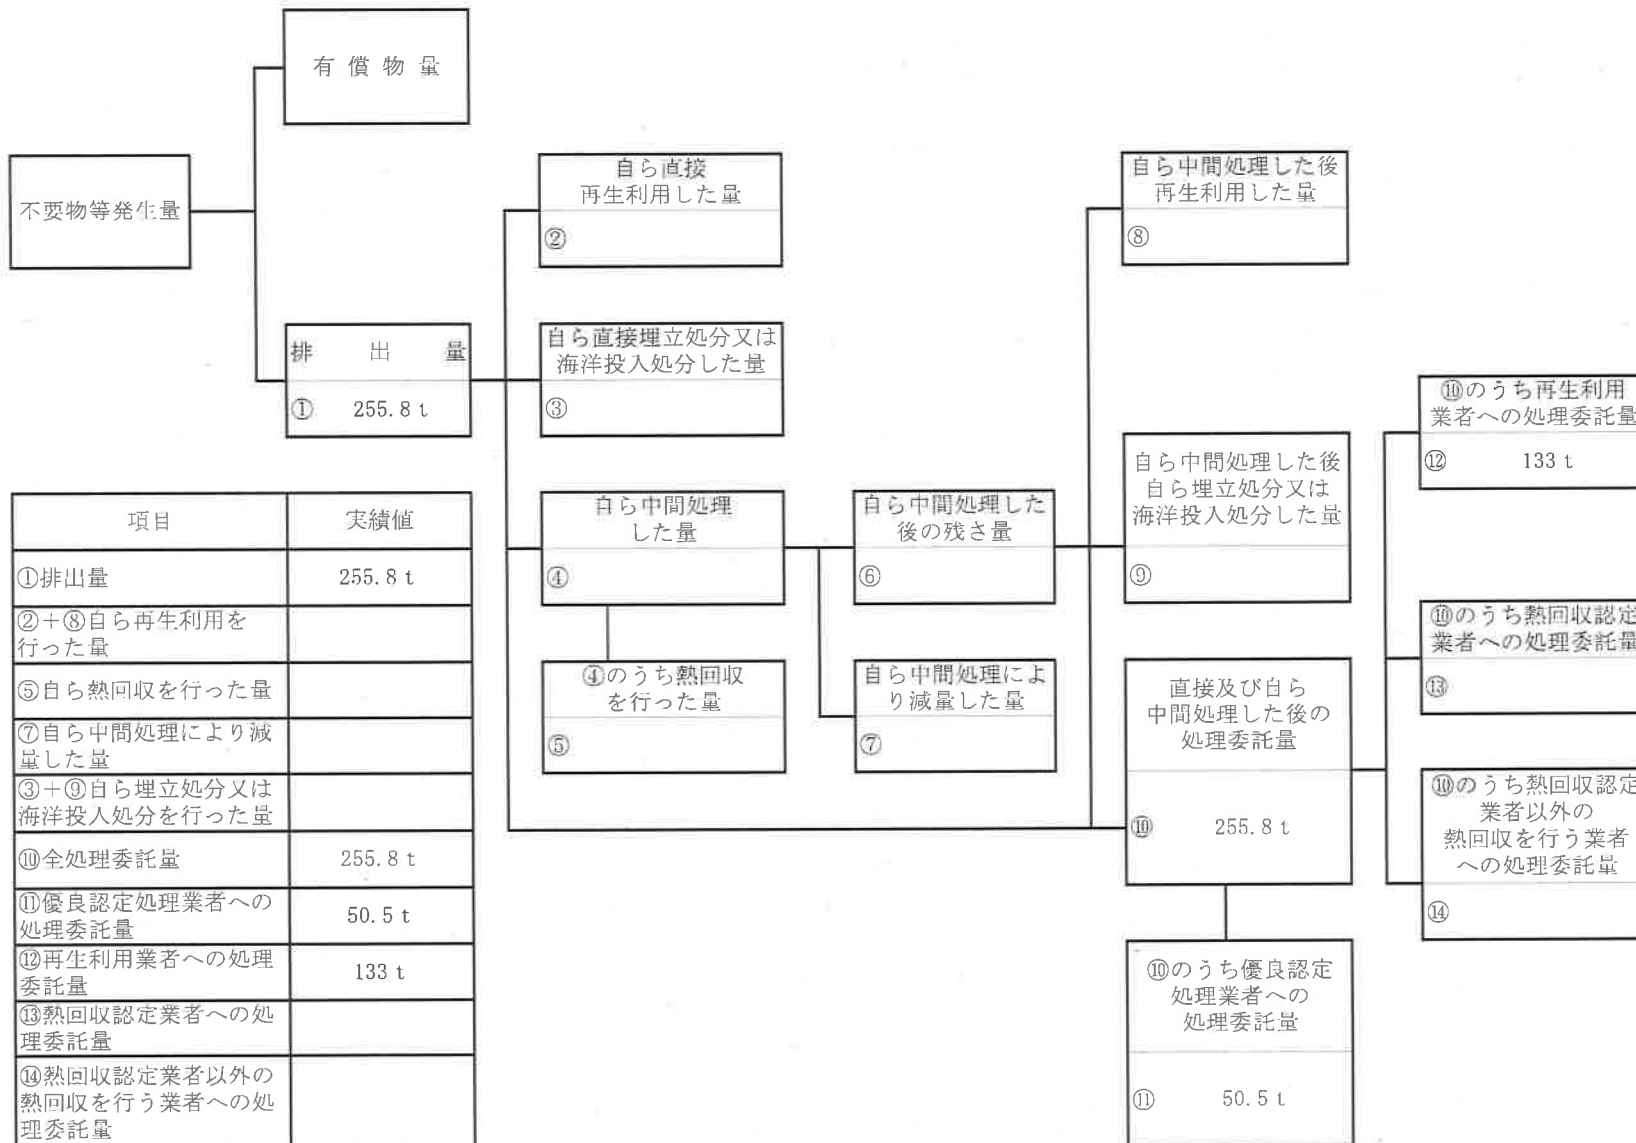 有償物量
不要物等発生量
排出量
① 255.8 t
自ら直接
再生利用した量
②
自ら直接埋立処分又は
海洋投入処分した量
③
自ら中間処理
した量
④
④のうち熱回収
を行った量
⑤
自ら中間処理した
後の残さ量
⑥
自ら中間処理によ
り減量した量
⑦
自ら中間処理した後
再生利用した量
⑧
自ら中間処理した後
自ら埋立処分又は
海洋投入処分した量
⑨
直接及び自ら
中間処理した後の
処理委託量
⑩ 255.8 t
⑩のうち優良認定
処理業者への
処理委託量
⑪ 50.5 t
⑩のうち再生利用
業者への処理委託量
⑫ 133 t
⑩のうち熱回収認定
業者への処理委託量
⑬
⑩のうち熱回収認定
業者以外の
熱回収を行う業者
への処理委託量
⑭
項目 実績値
①排出量 255.8 t
②+⑧自ら再生利用を
行った量
⑤自ら熱回収を行った量
⑦自ら中間処理により減
量した量
③+⑨自ら埋立処分又は
海洋投入処分を行った量
⑩全処理委託量 255.8 t
⑪優良認定処理業者への
処理委託量 50.5 t
⑫再生利用業者への処理
委託量 133 t
⑬熱回収認定業者への処
理委託量
⑭熱回収認定業者以外の
熱回収を行う業者への処
理委託量